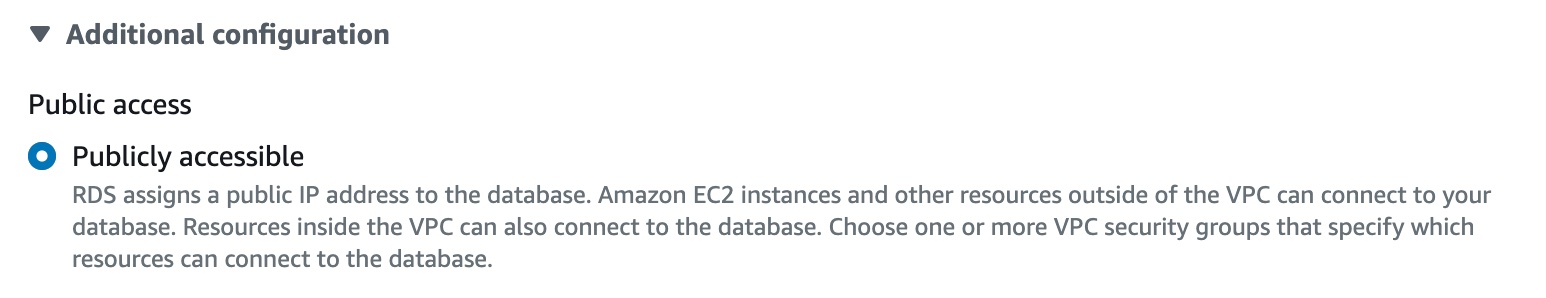 Additional configuration
Public access
Publicly accessible
RDS assigns a public IP address to the database. Amazon EC2 instances and other resources outside of the VPC can connect to your
database. Resources inside the VPC can also connect to the database. Choose one or more VPC security groups that specify which
resources can connect to the database.